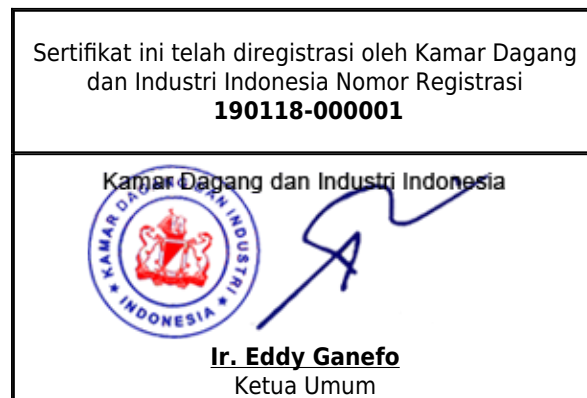 Sertifikat ini telah diregistrasi oleh Kamar Dagang
dan Industri Indonesia Nomor Registrasi
190118-000001
Kamar Dagang dan Industri Indonesia
KAMAR DAGANG DAN INDUSTRI
INDONESIA
Ir. Eddy Ganefo
Ketua Umum